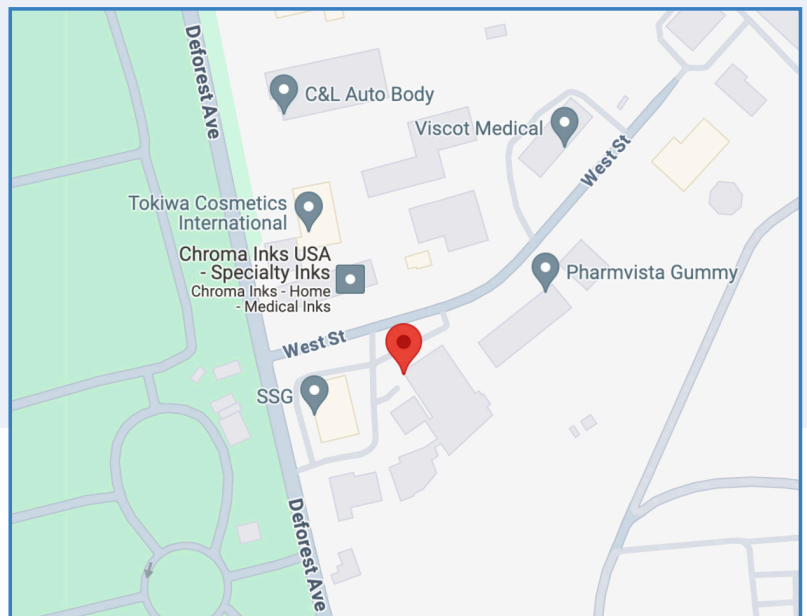 Deforest Ave
C&L Auto Body
Viscot Medical
West St
Tokiwa Cosmetics
International
Chroma Inks USA
- Specialty Inks
Chroma Inks - Home
- Medical Inks
Pharmvista Gummy
West St
SSG
Deforest Ave